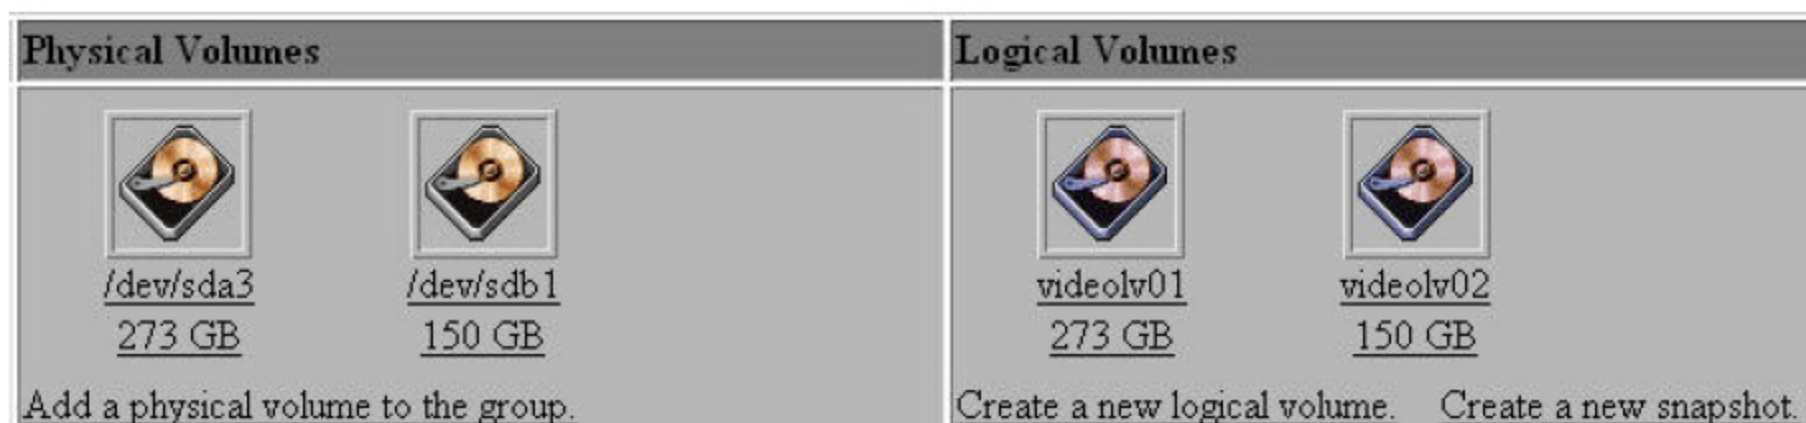 Physical Volumes
Logical Volumes
/dev/sda3
273 GB
/dev/sdb1
150 GB
Add a physical volume to the group.
videolv01
273 GB
videolv02
150 GB
Create a new logical volume.
Create a new snapshot.